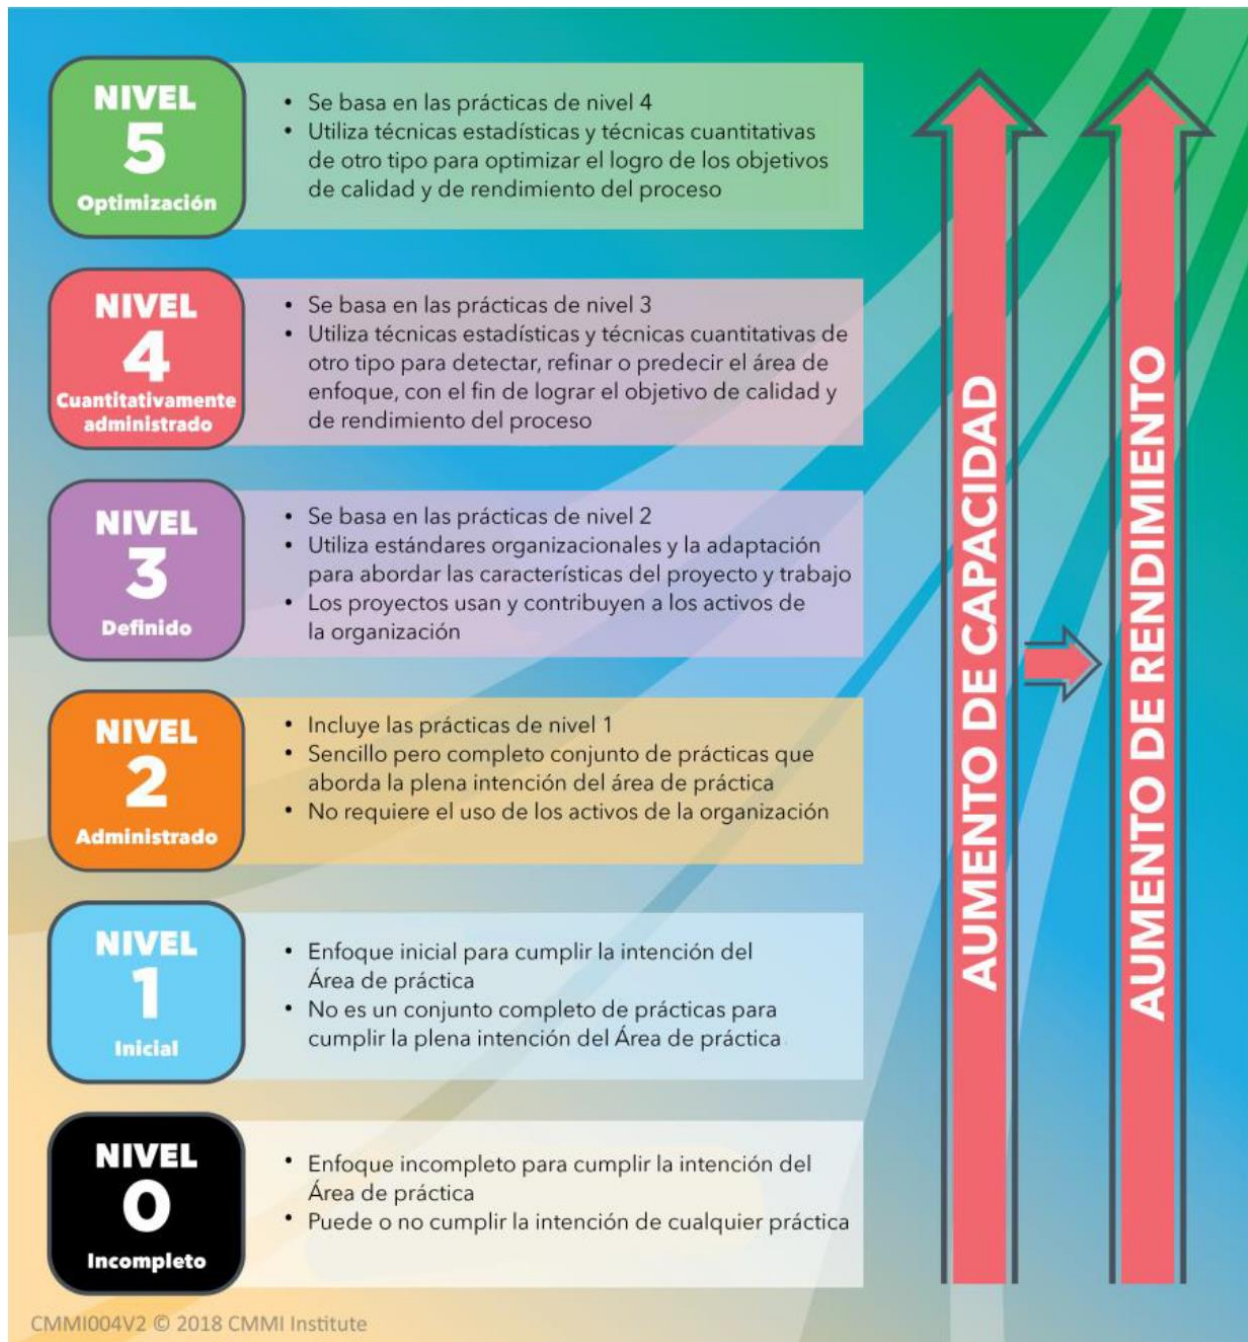 NIVEL
5
Optimización
• Se basa en las prácticas de nivel 4
• Utiliza técnicas estadísticas y técnicas cuantitativas
de otro tipo para optimizar el logro de los objetivos
de calidad y de rendimiento del proceso
NIVEL
4
Cuantitativamente
administrado
• Se basa en las prácticas de nivel 3
• Utiliza técnicas estadísticas y técnicas cuantitativas de
otro tipo para detectar, refinar o predecir el área de
enfoque, con el fin de lograr el objetivo de calidad y
de rendimiento del proceso
NIVEL
3
Definido
• Se basa en las prácticas de nivel 2
• Utiliza estándares organizacionales y la adaptación
para abordar las características del proyecto y trabajo
• Los proyectos usan y contribuyen a los activos de
la organización
NIVEL
2
Administrado
• Incluye las prácticas de nivel 1
• Sencillo pero completo conjunto de prácticas que
aborda la plena intención del área de práctica
• No requiere el uso de los activos de la organización
NIVEL
1
Inicial
• Enfoque inicial para cumplir la intención del
Área de práctica
• No es un conjunto completo de prácticas para
cumplir la plena intención del Área de práctica
NIVEL
0
Incompleto
• Enfoque incompleto para cumplir la intención del
Área de práctica
• Puede o no cumplir la intención de cualquier práctica
AUMENTO DE CAPACIDAD
AUMENTO DE RENDIMIENTO
CMMI004V2 © 2018 CMMI Institute